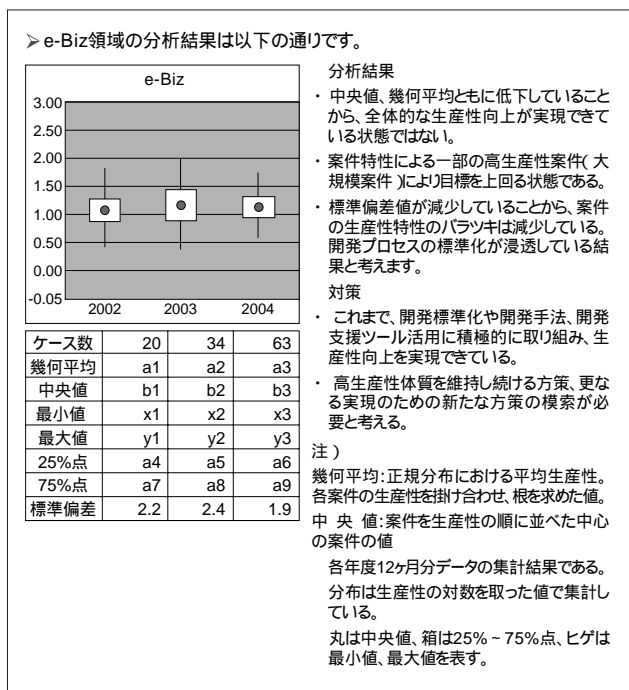 ➢ e-Biz領域の分析結果は以下の通りです。
e-Biz
3.00
2.50
2.00
1.50
1.00
0.50
0.00
-0.05
2002 2003 2004
ケース数 20 34 63
幾何平均 a1 a2 a3
中央値 b1 b2 b3
最小値 x1 x2 x3
最大値 y1 y2 y3
25%点 a4 a5 a6
75%点 a7 a8 a9
標準偏差 2.2 2.4 1.9
分析結果
・ 中央値、幾何平均ともに低下していること
から、全体的な生産性向上が実現できて
いる状態ではない。
・ 案件特性による一部の高生産性案件( 大
規模案件 )により目標を上回る状態である。
・ 標準偏差値が減少していることから、案件
の生産性特性のバラツキは減少している。
開発プロセスの標準化が浸透している結
果と考えます。
対策
・ これまで、開発標準化や開発手法、開発
支援ツール活用に積極的に取り組み、生
産性向上を実現できている。
・ 高生産性体質を維持し続ける方策、更な
る実現のための新たな方策の模索が必
要と考える。
注 )
幾何平均:正規分布における平均生産性。
各案件の生産性を掛け合わせ、根を求めた値。
中 央 値:案件を生産性の順に並べた中心
の案件の値
各年度12ヶ月分データの集計結果である。
分布は生産性の対数を取った値で集計し
ている。
丸は中央値、箱は25% ~ 75%点、ヒゲは
最小値、最大値を表す。